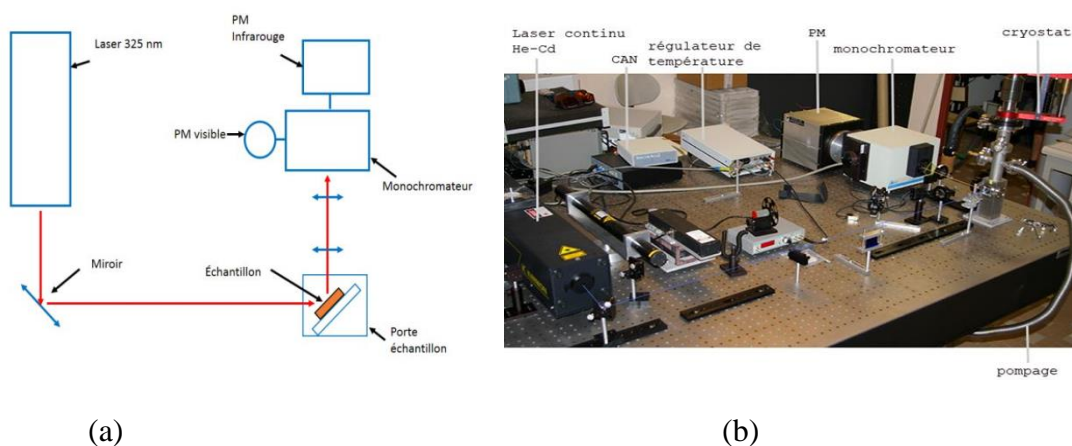 Laser 325 nm
PM
Infrarouge
PM visible
Monochromateur
Miroir
Échantillon
Porte
échantillon
(a)
Laser continu
He-Cd
CAN
régulateur de
température
PM
monochromateur
cryostat
pompage
(b)